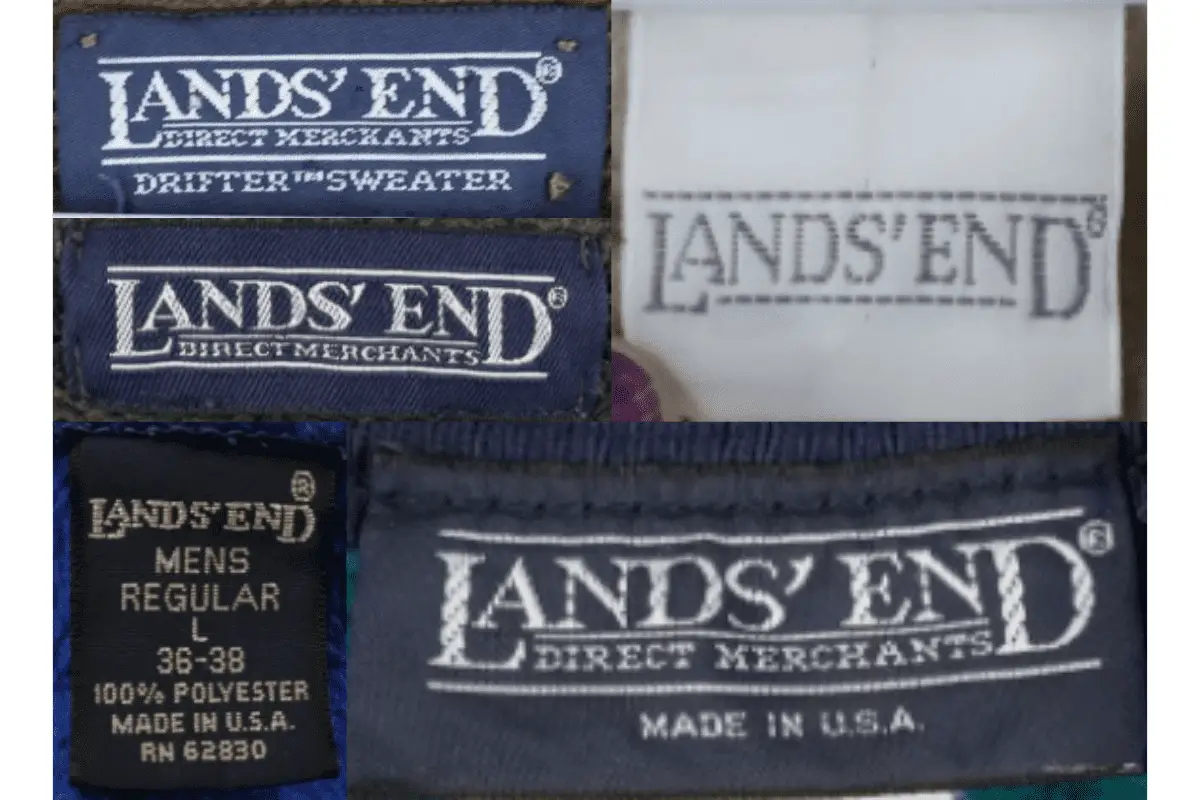 LANDS' END®
DIRECT MERCHANTS
DRIFTER™ SWEATER
LANDS' END®
LANDS' END®
DIRECT MERCHANTS
LANDS' END®
MENS
REGULAR
L
36-38
100% POLYESTER
MADE IN U.S.A.
RN 62830
LANDS' END®
DIRECT MERCHANTS
MADE IN U.S.A.